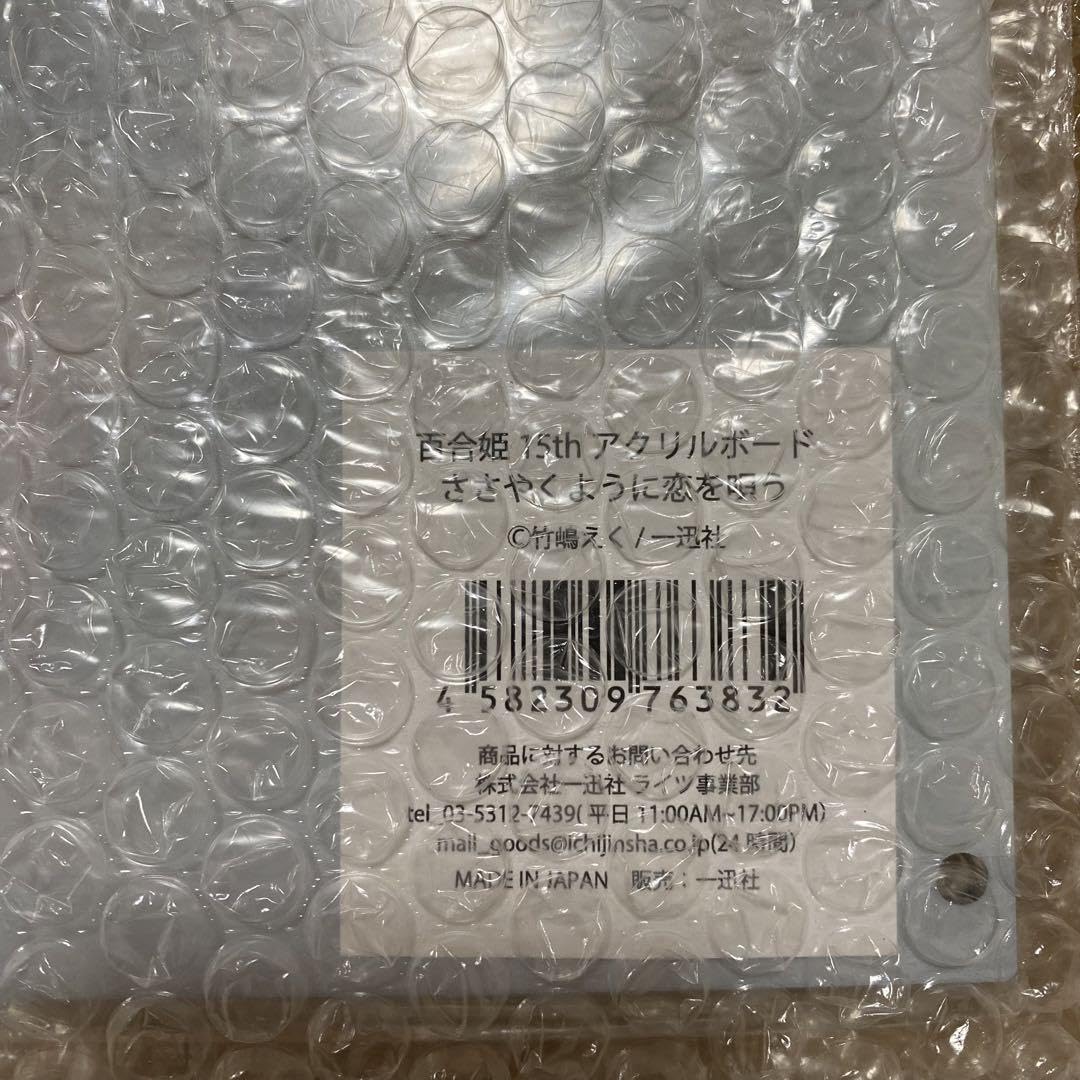 百合姫 15th アクリルボード
ささやくように恋を唄う
©竹嶋えく / 一迅社
4 582309 763832
商品に対するお問い合わせ先
株式会社一迅社 ライツ事業部
tel_03-5312-7439( 平日 11:00AM~17:00PM)
mail_goods@ichijinsha.co.jp(24 時間)
MADE IN JAPAN 販売：一迅社